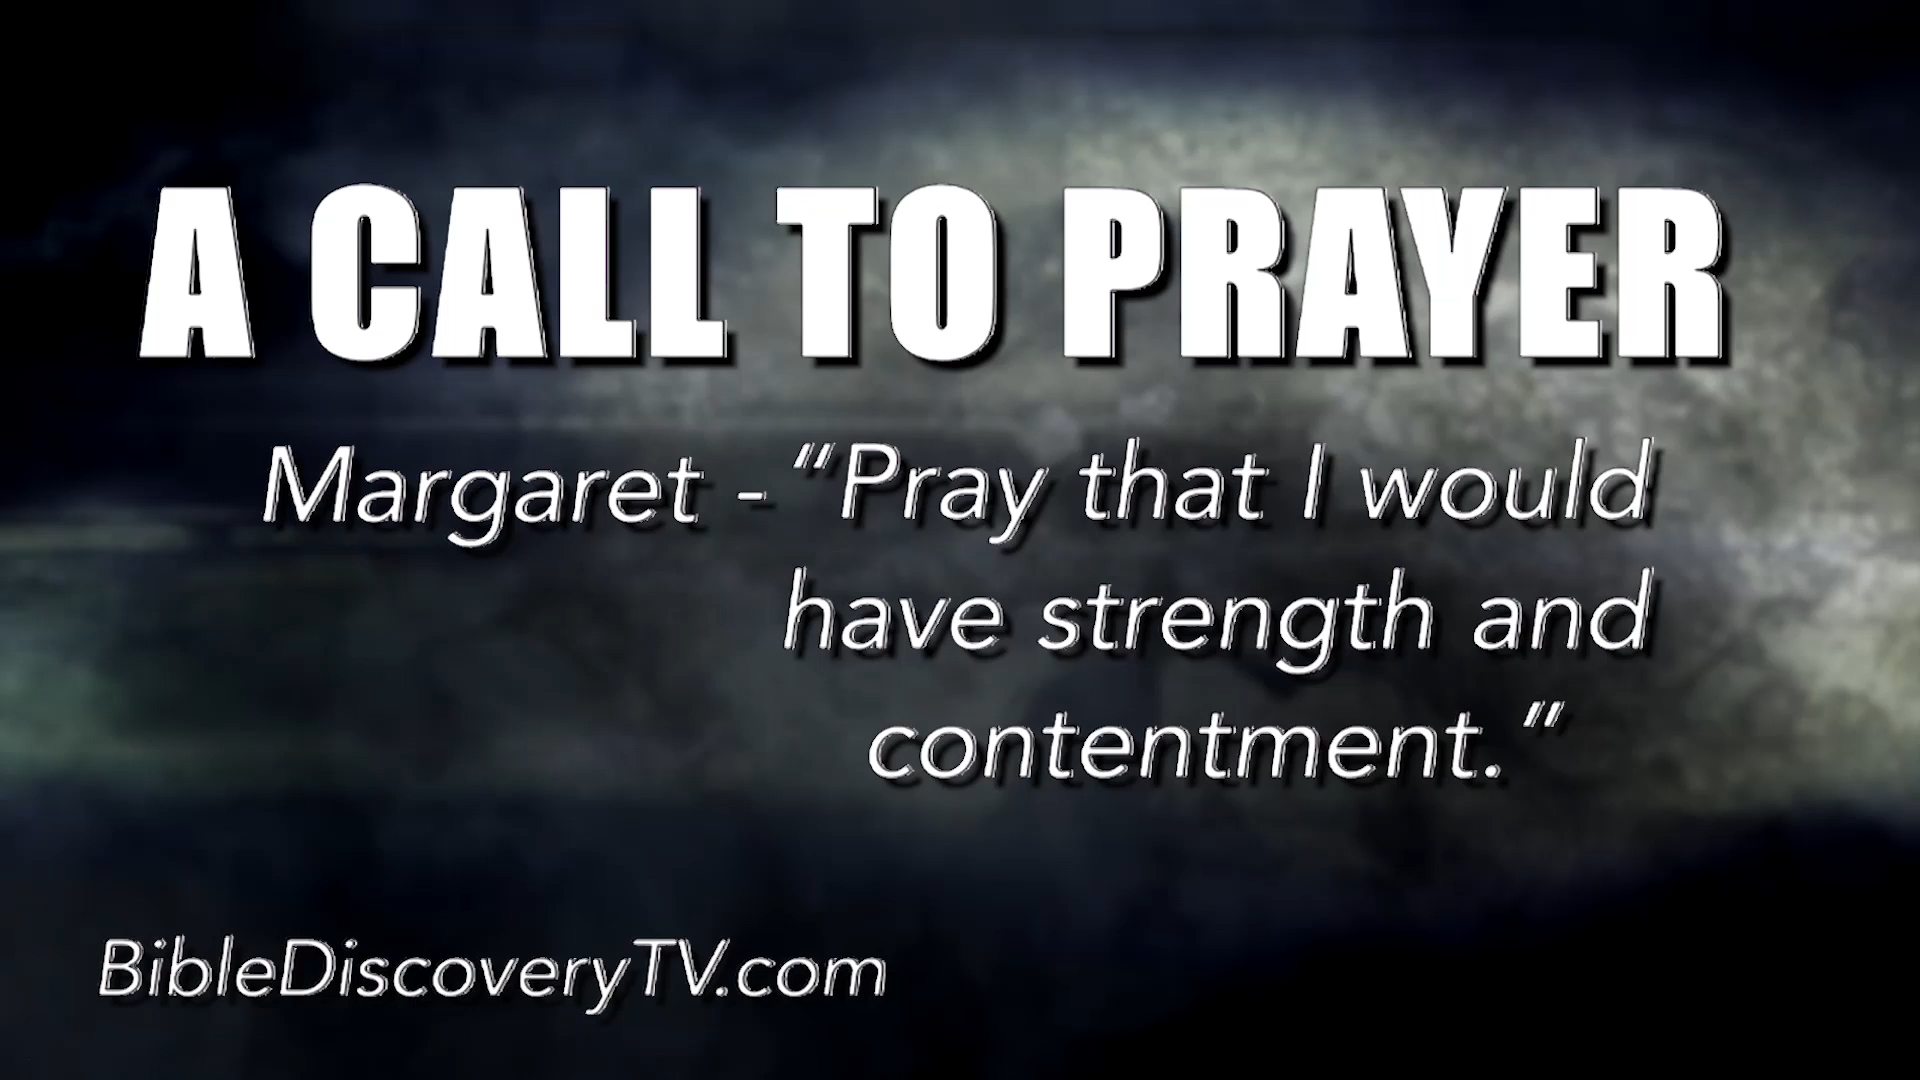 A CALL TO PRAYER
Margaret - “Pray that I would
have strength and
contentment.”
BibleDiscoveryTV.com